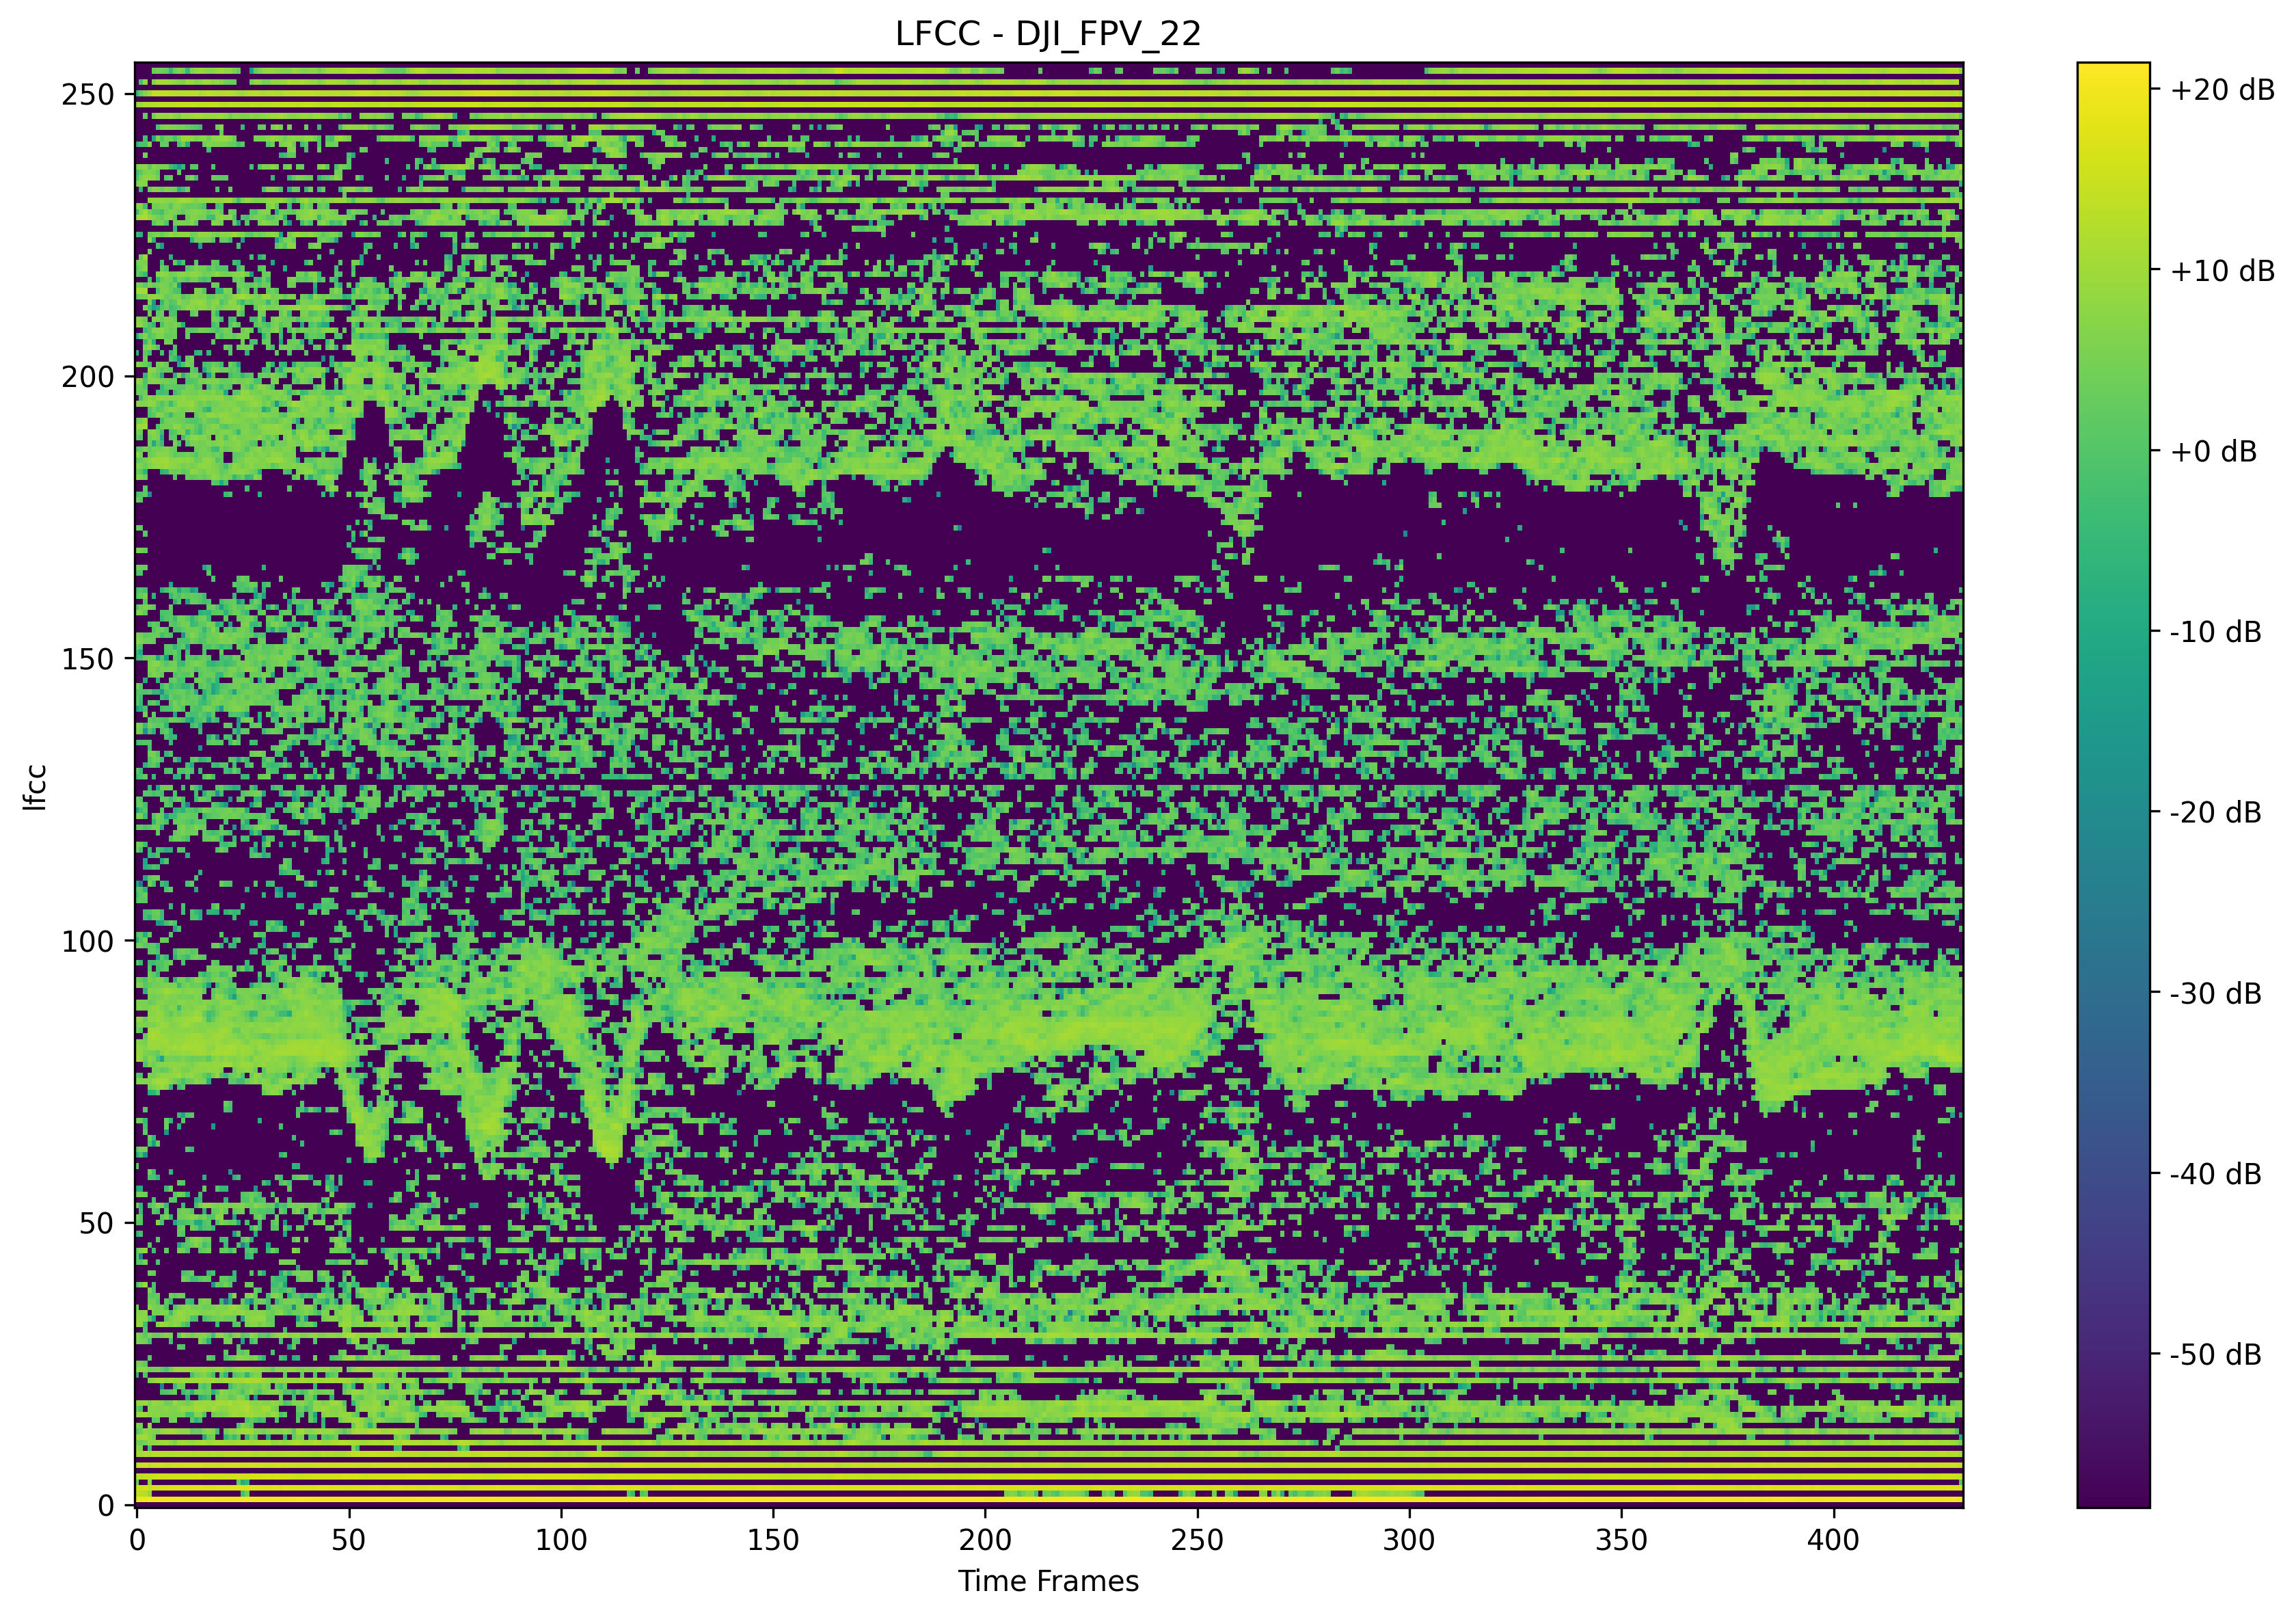 LFCC - DJI_FPV_22
250
200
150
100
50
0
lfcc
0 50 100 150 200 250 300 350 400
Time Frames
+20 dB
+10 dB
+0 dB
-10 dB
-20 dB
-30 dB
-40 dB
-50 dB